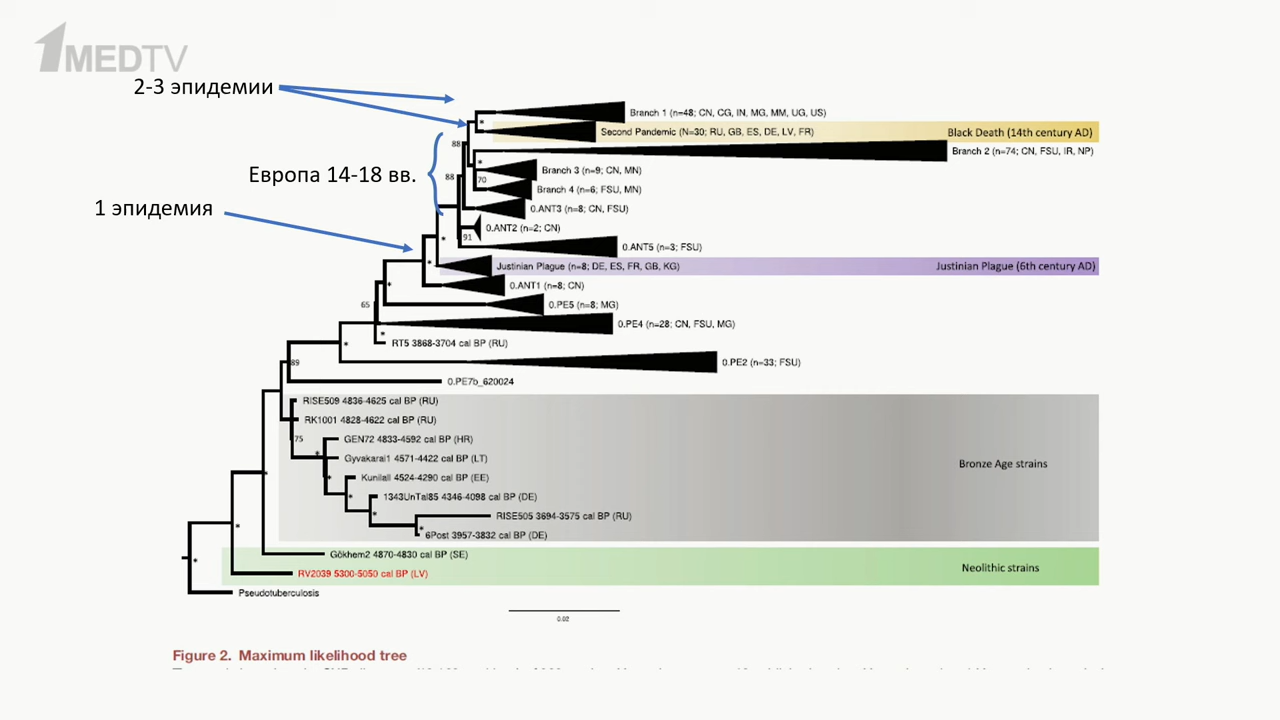 1MEDTV
2-3 эпидемии
Branch 1 (n=48; CN, CG, IN, MG, MM, UG, US)
*
Second Pandemic (N=30; RU, GB, ES, DE, LV, FR)
Black Death (14th century AD)
88
Branch 2 (n=74; CN, FSU, IR, NP)
*
Европа 14-18 вв.
Branch 3 (n=9; CN, MN)
88
70
Branch 4 (n=6; FSU, MN)
1 эпидемия
0.ANT3 (n=8; CN, FSU)
0.ANT2 (n=2; CN)
*
91
0.ANT5 (n=3; FSU)
*
Justinian Plague (n=8; DE, ES, FR, GB, KG)
Justinian Plague (6th century AD)
*
0.ANT1 (n=8; CN)
65
0.PE5 (n=8; MG)
0.PE4 (n=28; CN, FSU, MG)
*
*
RT5 3868-3704 cal BP (RU)
89
0.PE2 (n=33; FSU)
0.PE7b_620024
RISE509 4836-4625 cal BP (RU)
RK1001 4828-4622 cal BP (RU)
75
GEN72 4833-4592 cal BP (HR)
*
Gyvakarai1 4571-4422 cal BP (LT)
Bronze Age strains
*
*
Kunilall 4524-4290 cal BP (EE)
*
1343UnTal85 4346-4098 cal BP (DE)
*
RISE505 3694-3575 cal BP (RU)
*
*
6Post 3957-3832 cal BP (DE)
Gökhem2 4870-4830 cal BP (SE)
*
RV2039 5300-5050 cal BP (LV)
Neolithic strains
Pseudotuberculosis
0.02
Figure 2. Maximum likelihood tree